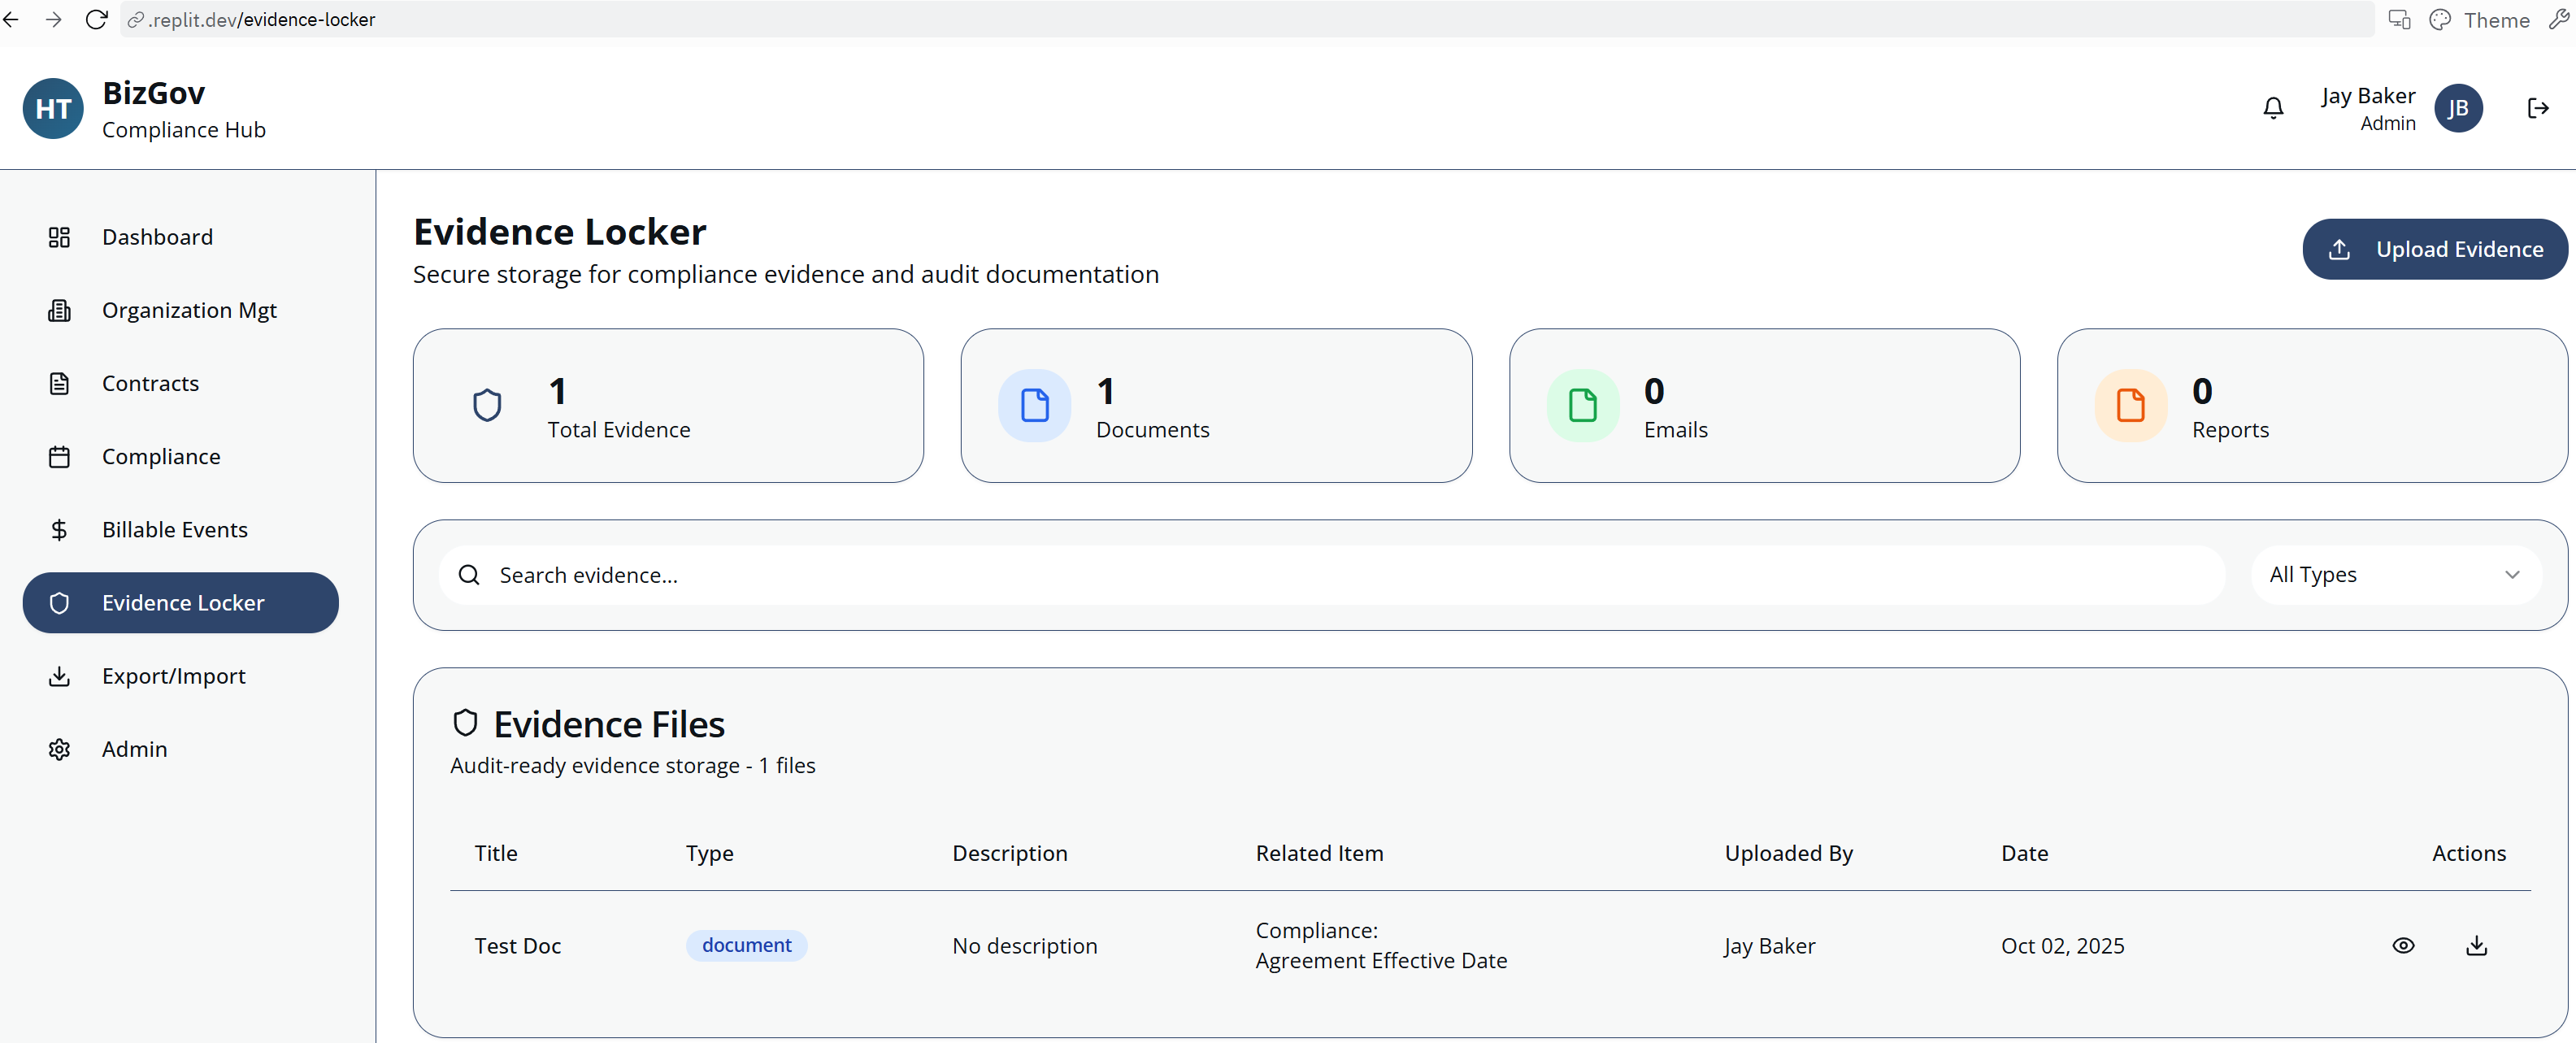 .replit.dev/evidence-locker
Theme
HT
BizGov
Compliance Hub
Jay Baker
Admin
JB
Dashboard
Organization Mgt
Contracts
Compliance
Billable Events
Evidence Locker
Export/Import
Admin
Evidence Locker
Secure storage for compliance evidence and audit documentation
Upload Evidence
1
Total Evidence
1
Documents
0
Emails
0
Reports
Search evidence...
All Types
Evidence Files
Audit-ready evidence storage - 1 files
Title Type Description Related Item Uploaded By Date Actions
Test Doc document No description Compliance: Jay Baker Oct 02, 2025
Agreement Effective Date